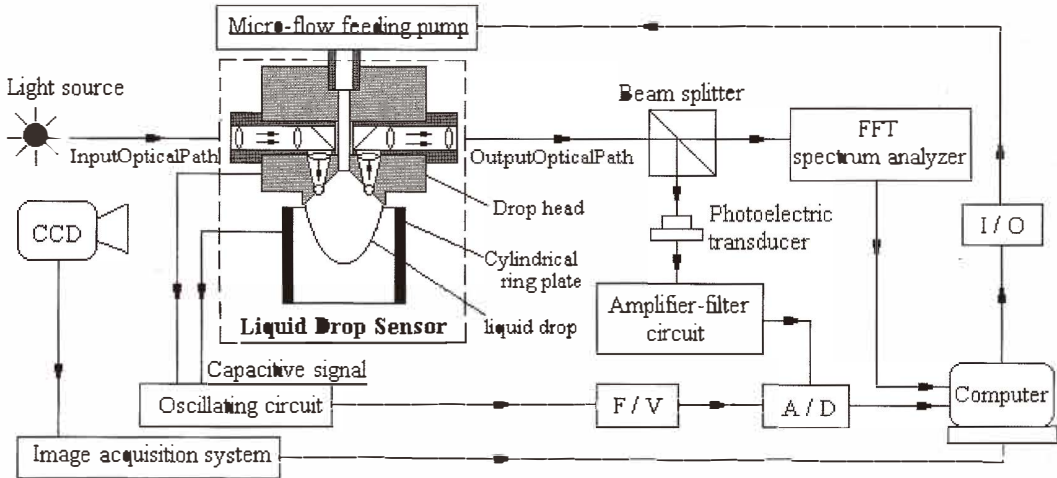 Micro-flow feeding pump
Light source
InputOpticalPath
OutputOpticalPath
Beam splitter
FFT
spectrum analyzer
Drop head
Photoelectric
transducer
I / O
CCD
Cylindrical
ring plate
Amplifier-filter
circuit
Liquid Drop Sensor
liquid drop
Capacitive signal
Oscillating circuit
F / V
A / D
Computer
Image acquisition system